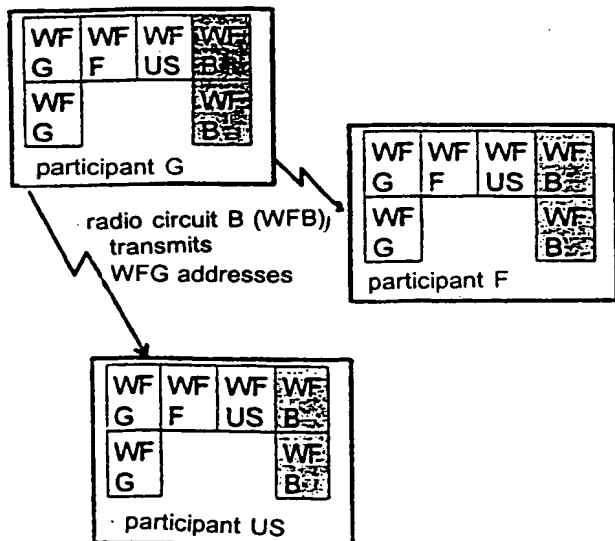 WF WF WF WF
G F US B
WF WF
G B
participant G
radio circuit B (WFB)
transmits
WFG addresses
WF WF WF WF
G F US B
WF WF
G B
participant F
WF WF WF WF
G F US B
WF WF
G B
participant US